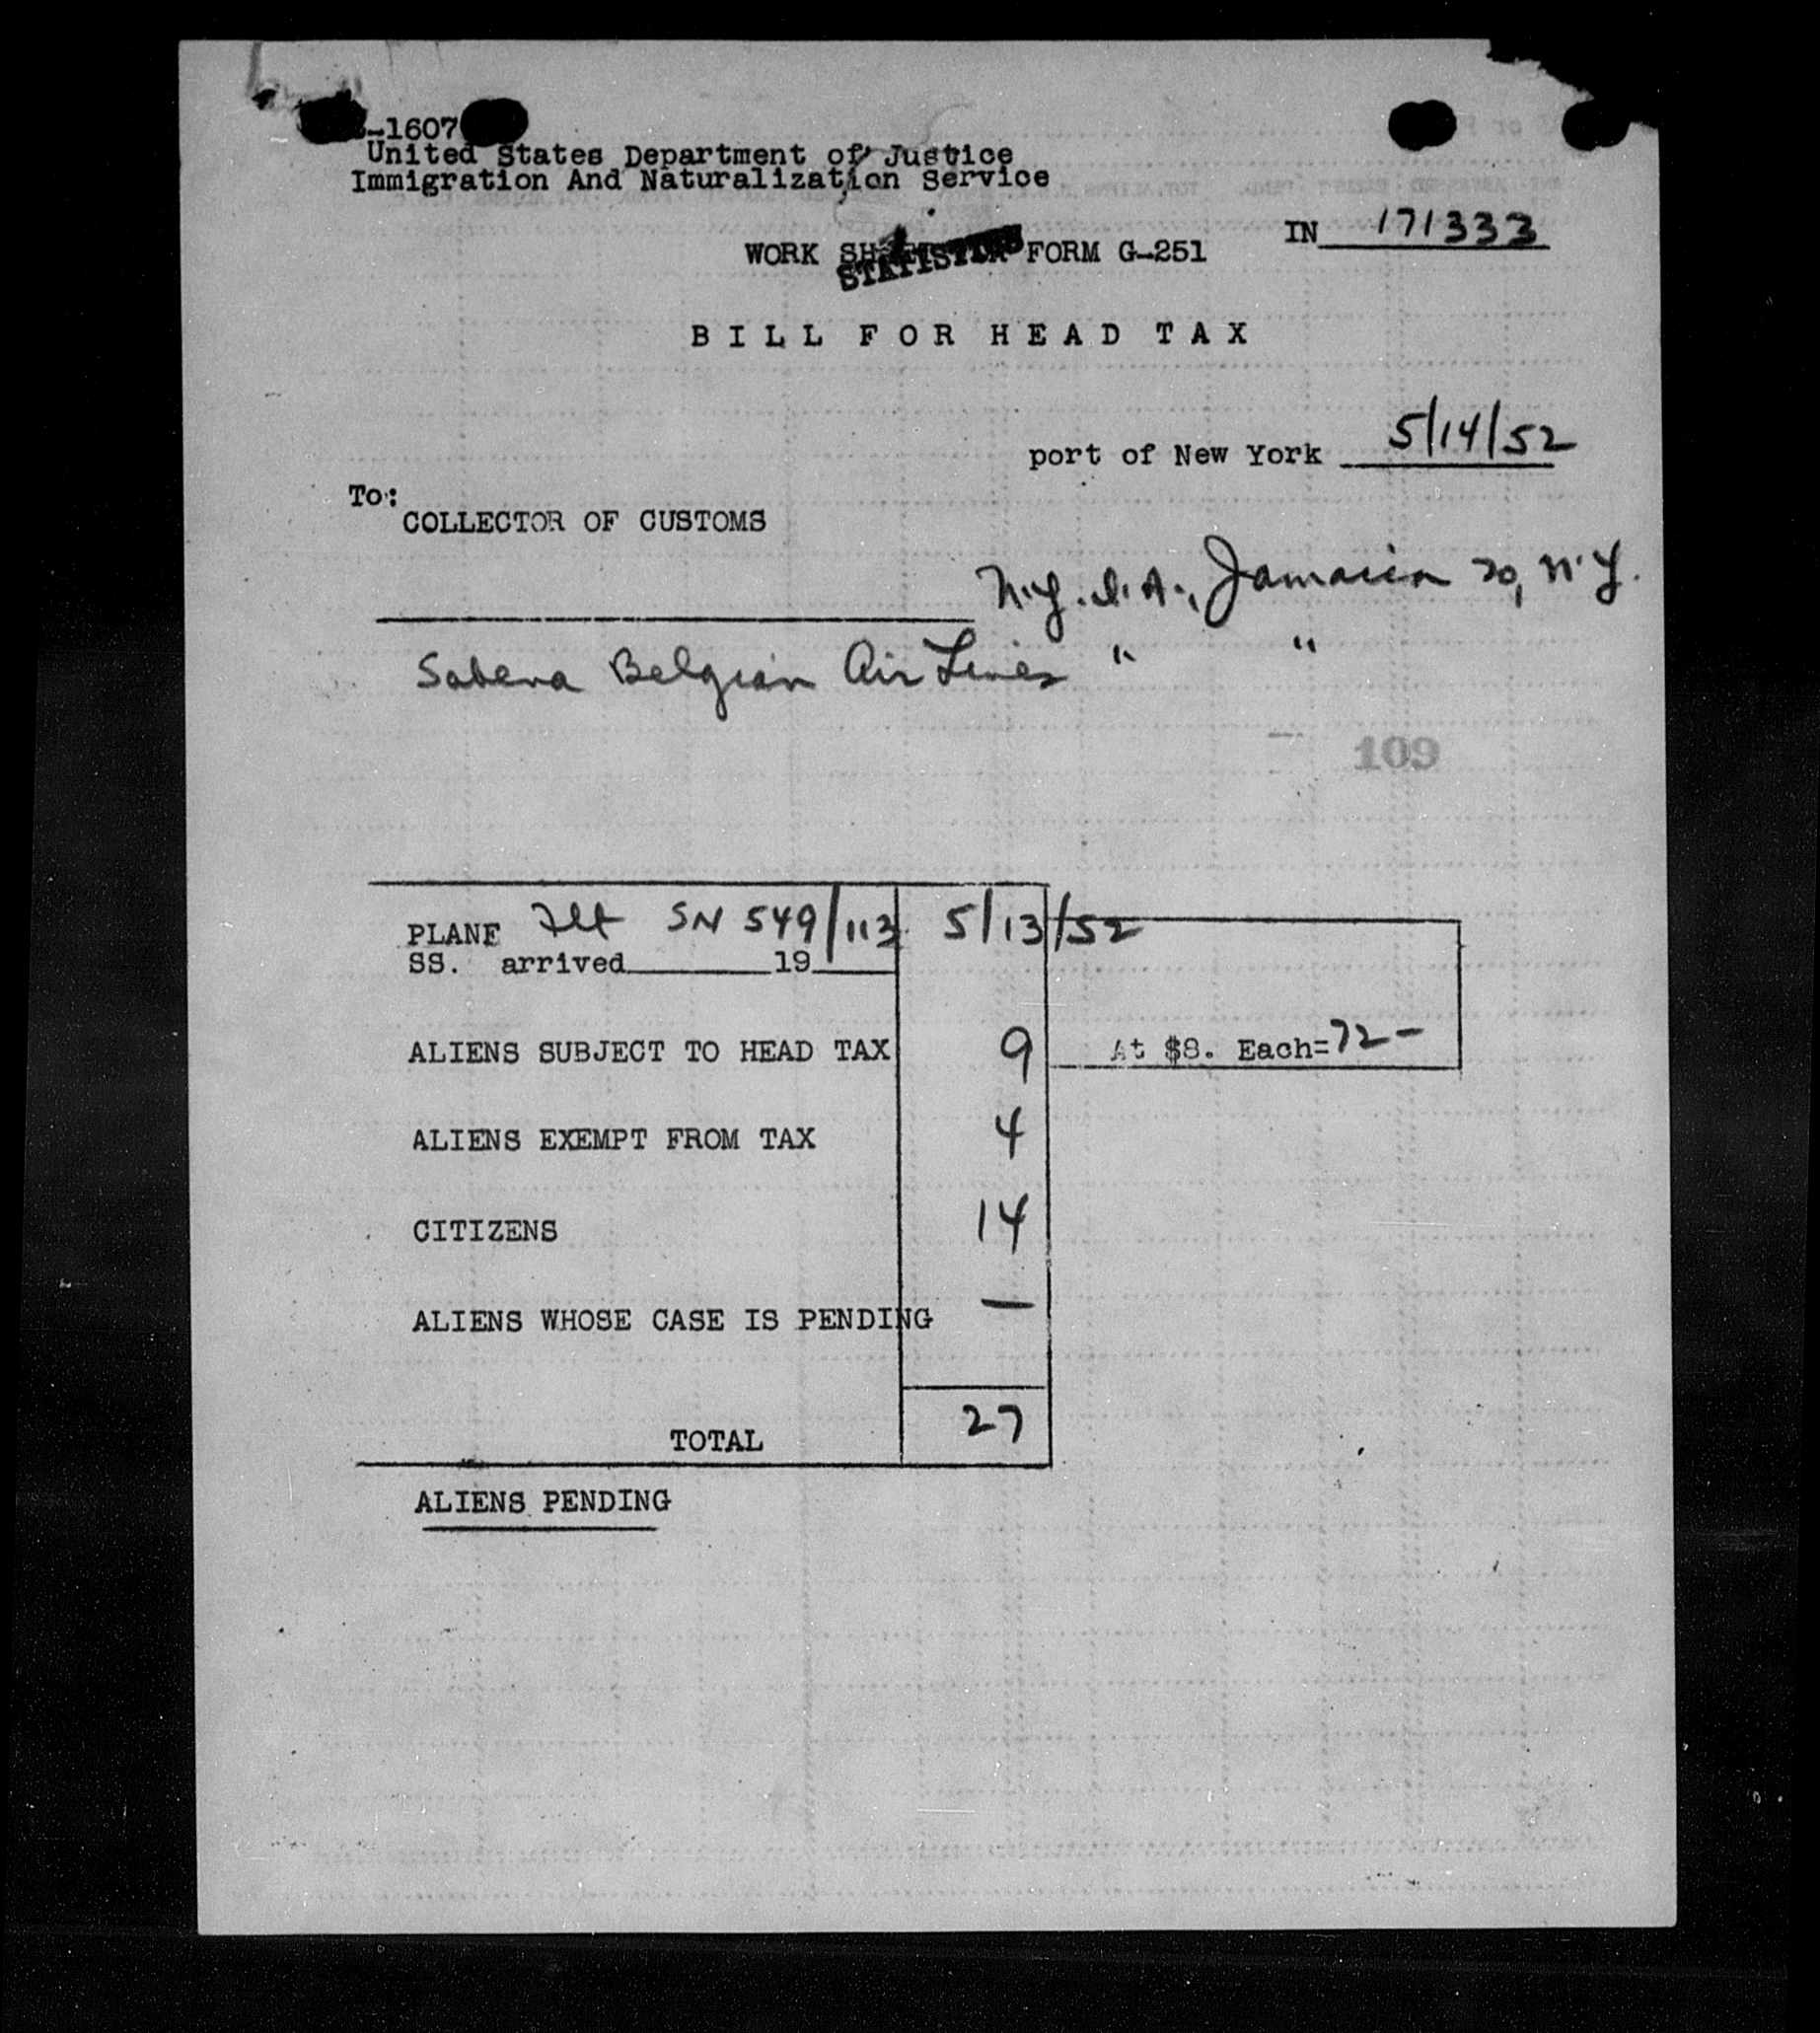 -1607
United States Department of Justice
Immigration And Naturalization Service
IN 171333
WORK FORM G-251
STATISTICS
BILL FOR HEAD TAX
port of New York 5/14/52
To:
COLLECTOR OF CUSTOMS
N.Y.I.A., Jamaica 30, N.Y.
Sabena Belgian Air Lines " "
109
PLANE Flt SN 549/113 5/13/52
SS. arrived 19
ALIENS SUBJECT TO HEAD TAX 9 At $8. Each=72-
ALIENS EXEMPT FROM TAX 4
CITIZENS 14
ALIENS WHOSE CASE IS PENDING —
TOTAL 27
ALIENS PENDING